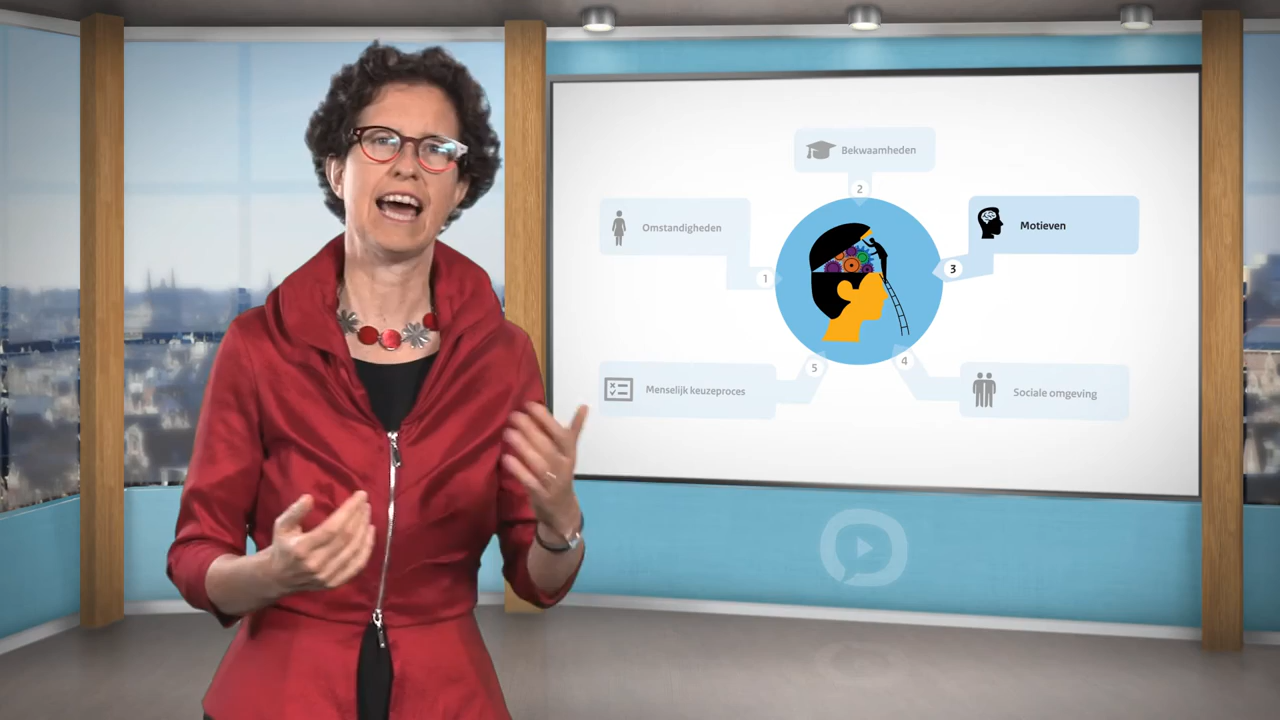 Bekwaamheden
2
Omstandigheden
1
Motieven
3
Menselijk keuzeproces
5
4
Sociale omgeving